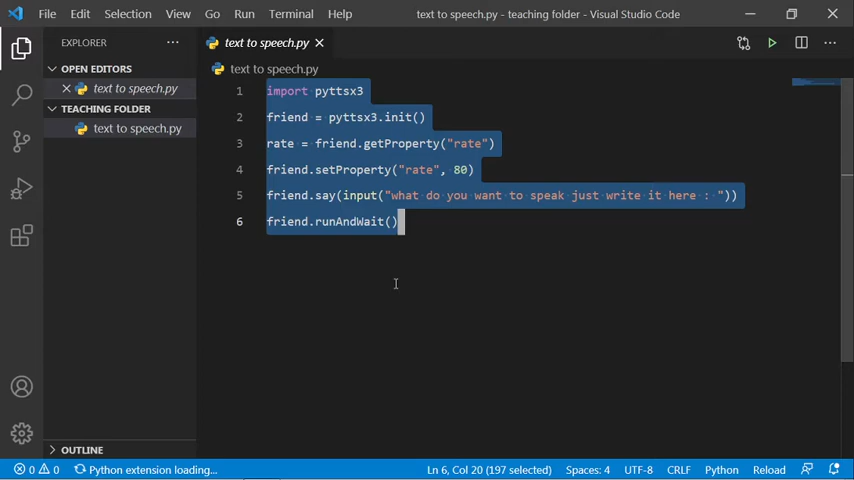 File Edit Selection View Go Run Terminal Help text to speech.py - teaching folder - Visual Studio Code
EXPLORER
OPEN EDITORS
text to speech.py
TEACHING FOLDER
text to speech.py
OUTLINE
text to speech.py
text to speech.py
1 import pyttsx3
2 friend = pyttsx3.init()
3 rate = friend.getProperty("rate")
4 friend.setProperty("rate", 80)
5 friend.say(input("what do you want to speak just write it here : "))
6 friend.runAndWait()
0 0 Python extension loading... Ln 6, Col 20 (197 selected) Spaces: 4 UTF-8 CRLF Python Reload